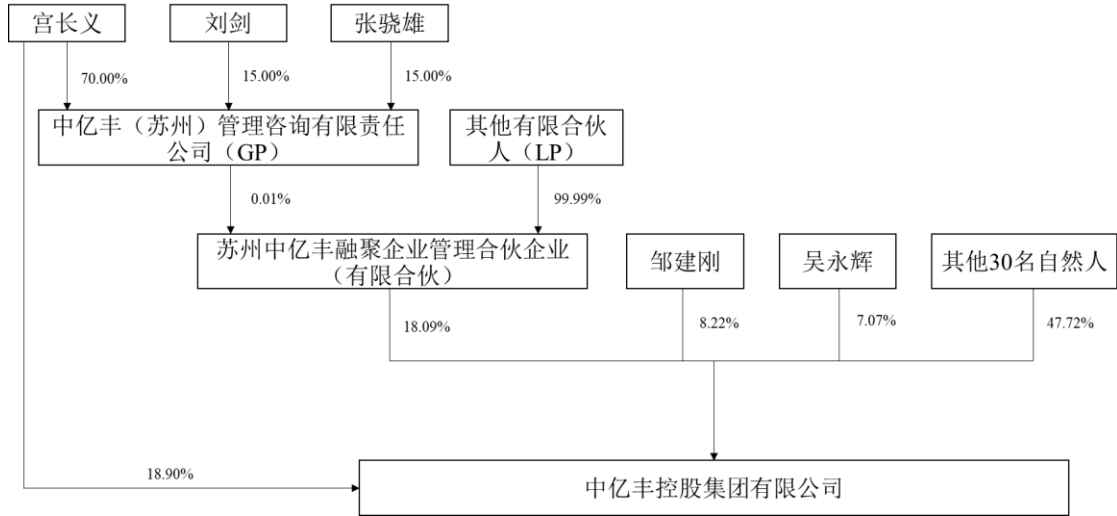 宫长义
刘剑
张骁雄
70.00%
15.00%
15.00%
中亿丰（苏州）管理咨询有限责任
公司（GP）
其他有限合伙
人（LP）
0.01%
99.99%
苏州中亿丰融聚企业管理合伙企业
（有限合伙）
邹建刚
吴永辉
其他30名自然人
18.09%
8.22%
7.07%
47.72%
18.90%
中亿丰控股集团有限公司